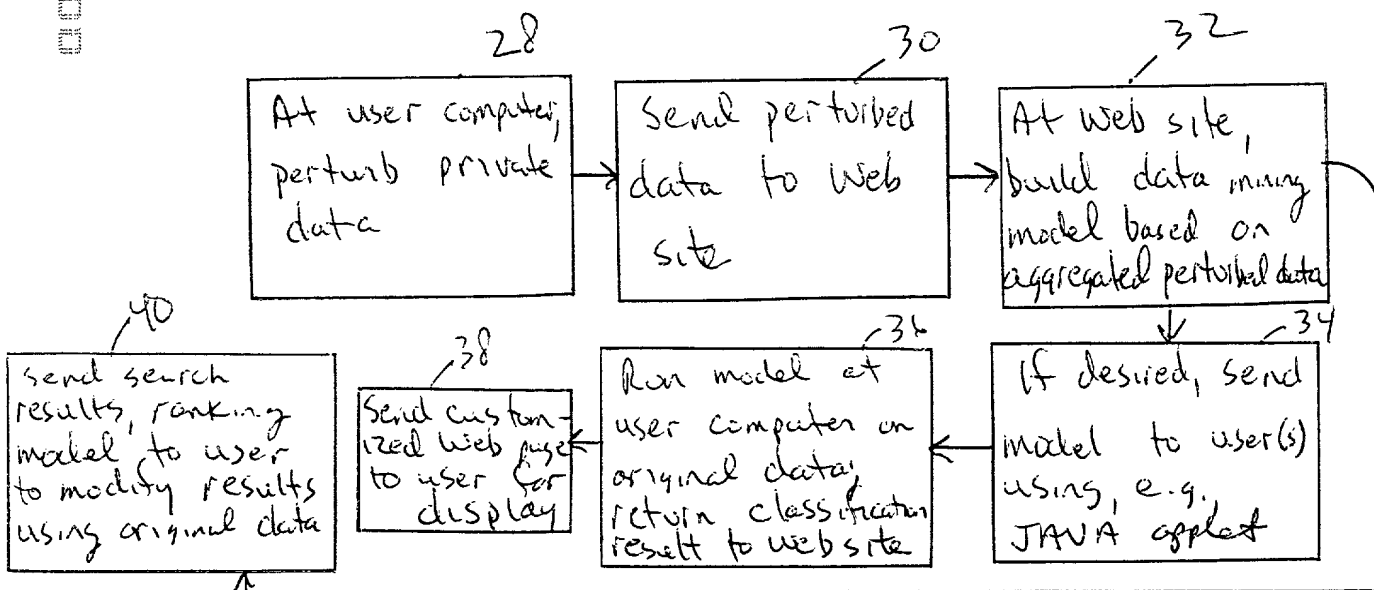 28
At user computer,
perturb private
data
30
Send perturbed
data to Web
site
32
At Web site,
build data mining
model based on
aggregated perturbed data
34
If desired, send
model to user(s)
using, e.g.,
JAVA applet
36
Run model at
user computer on
original data;
return classification
result to website
38
Send custom-
ized Web page
to user for
display
40
send search
results, ranking
model to user
to modify results
using original data